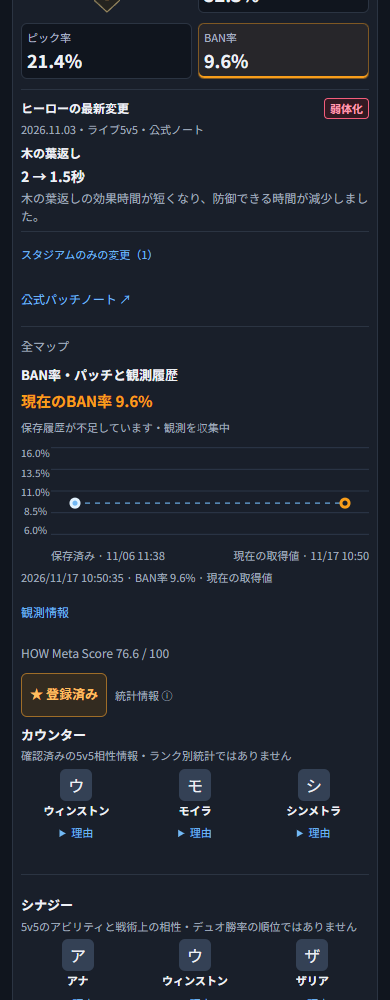 ピック率
21.4%
BAN率
9.6%
ヒーローの最新変更
弱体化
2026.11.03・ライブ5v5・公式ノート
木の葉返し
2 → 1.5秒
木の葉返しの効果時間が短くなり、防御できる時間が減少しまし
た。
スタジアムのみの変更（1）
公式パッチノート ↗
全マップ
BAN率・パッチと観測履歴
現在のBAN率 9.6%
保存履歴が不足しています・観測を収集中
16.0%
13.5%
11.0%
8.5%
6.0%
保存済み · 11/06 11:38
現在の取得値 · 11/17 10:50
2026/11/17 10:50:35 · BAN率 9.6% · 現在の取得値
観測情報
HOW Meta Score 76.6 / 100
★ 登録済み
統計情報 ⓘ
カウンター
確認済みの5v5相性情報・ランク別統計ではありません
ウ
モ
シ
ウィンストン
モイラ
シンメトラ
▶ 理由
▶ 理由
▶ 理由
シナジー
5v5のアビリティと戦術上の相性・デュオ勝率の順位ではありません
ア
ウ
ザ
アナ
ウィンストン
ザリア